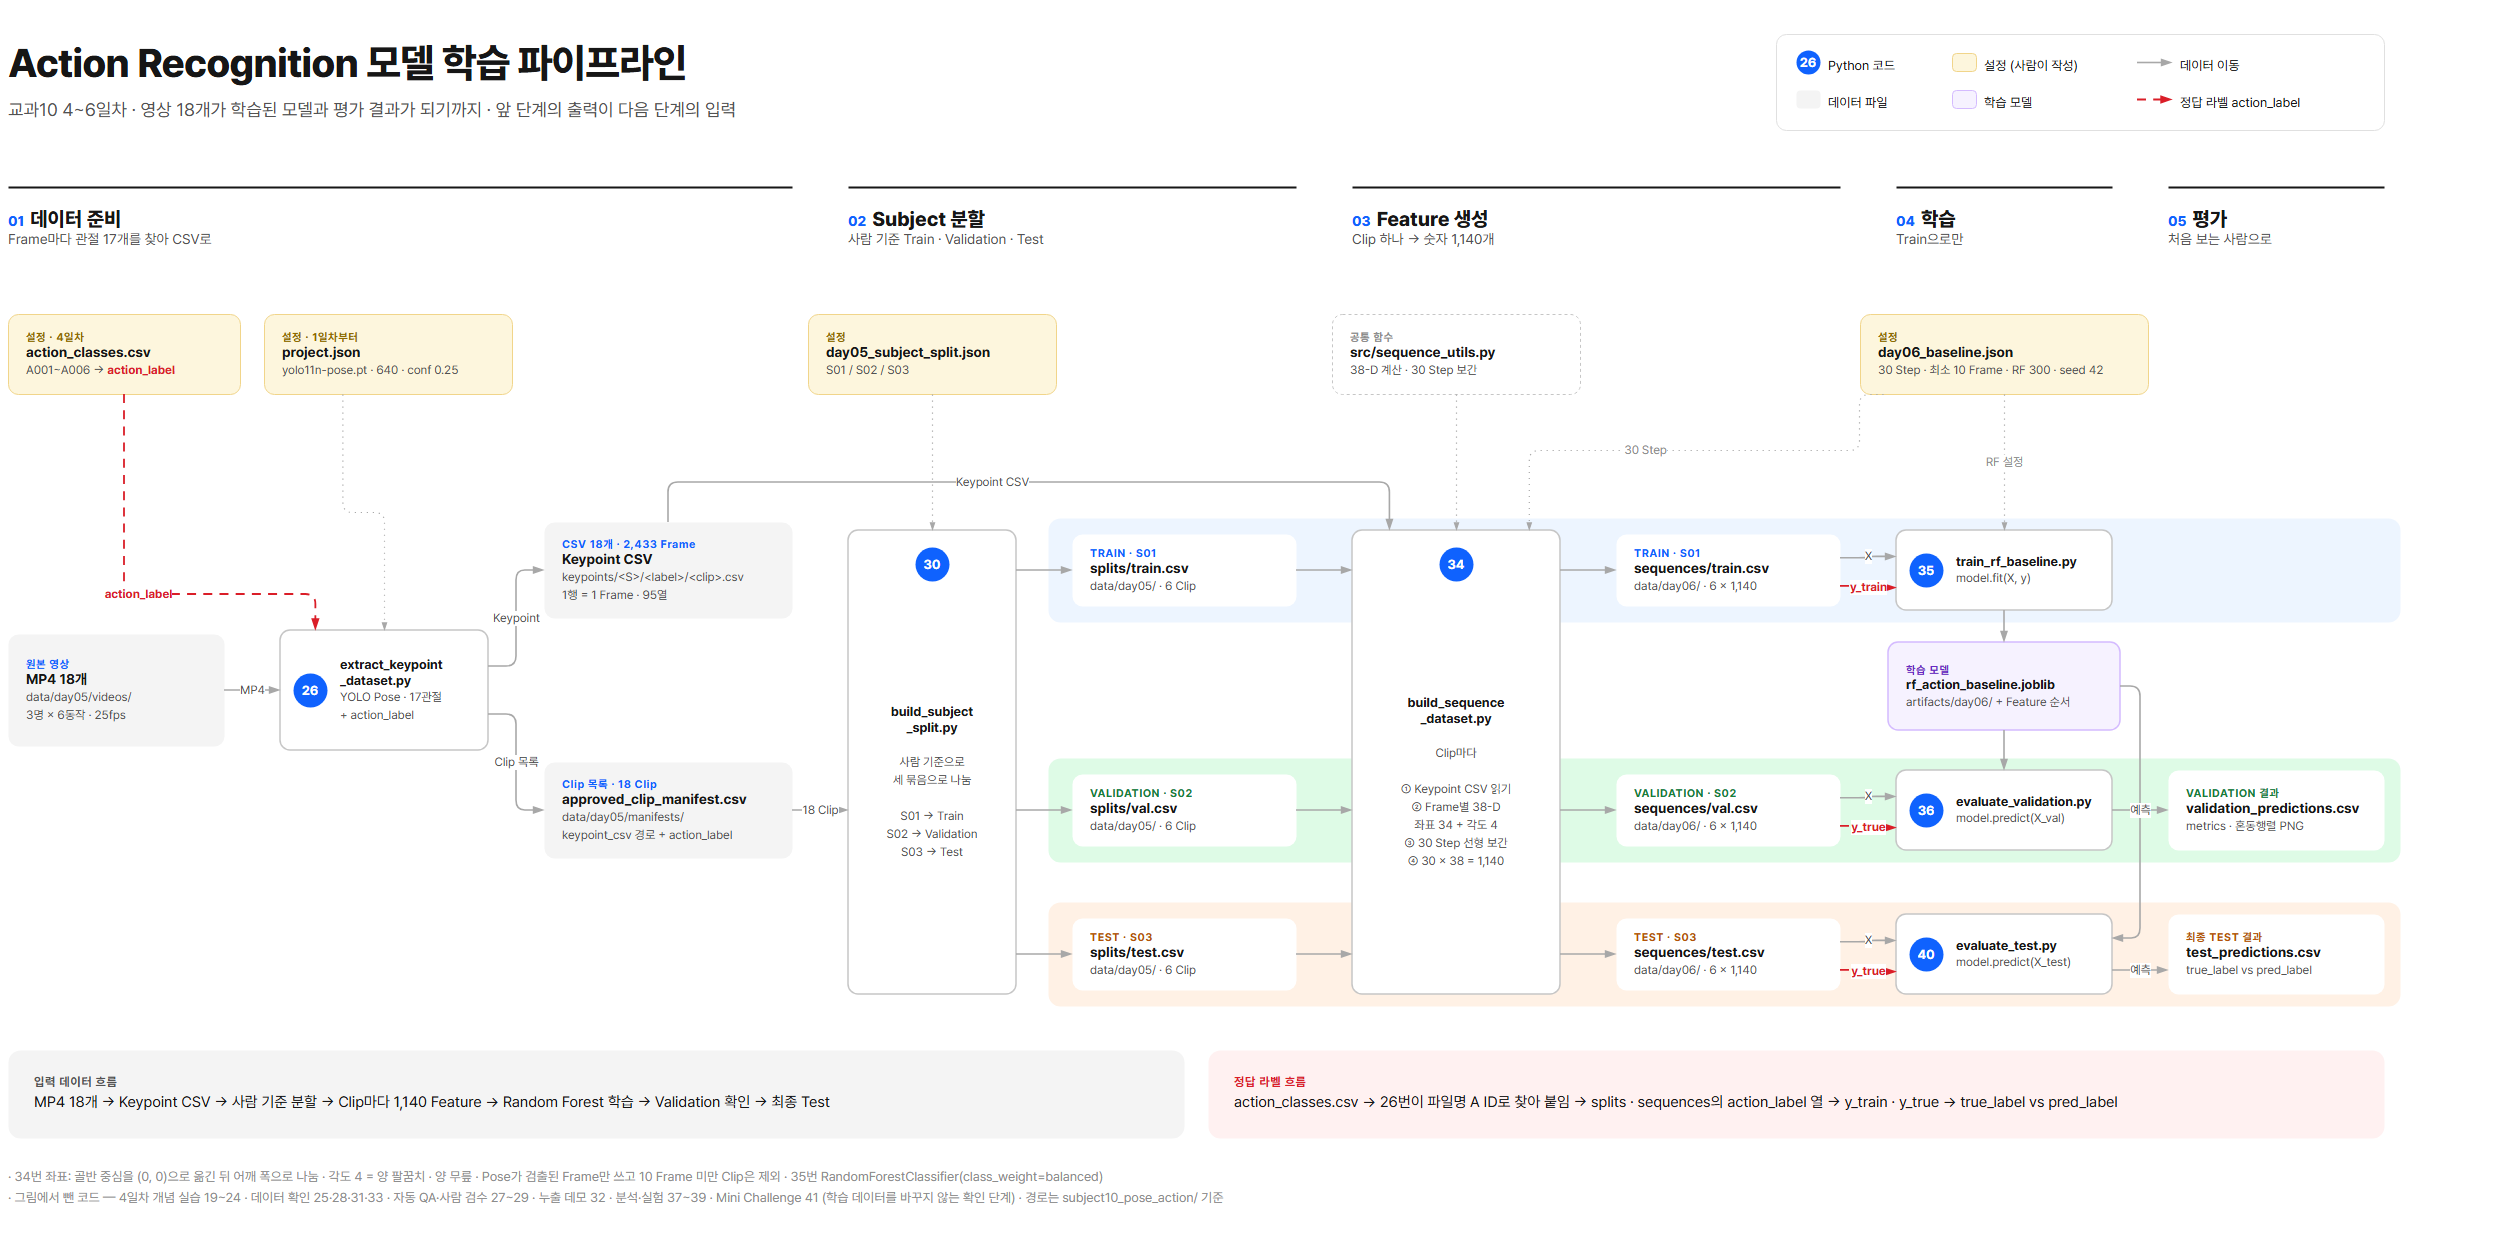 Action Recognition 모델 학습 파이프라인
교과10 4~6일차 · 영상 18개가 학습된 모델과 평가 결과가 되기까지 · 앞 단계의 출력이 다음 단계의 입력
26 Python 코드
설정 (사람이 작성)
데이터 이동
데이터 파일
학습 모델
정답 라벨 action_label
01 데이터 준비
Frame마다 관절 17개를 찾아 CSV로
02 Subject 분할
사람 기준 Train · Validation · Test
03 Feature 생성
Clip 하나 → 숫자 1,140개
04 학습
Train으로만
05 평가
처음 보는 사람으로
설정 · 4일차
action_classes.csv
A001~A006 → action_label
설정 · 1일차부터
project.json
yolo11n-pose.pt · 640 · conf 0.25
설정
day05_subject_split.json
S01 / S02 / S03
공통 함수
src/sequence_utils.py
38-D 계산 · 30 Step 보간
설정
day06_baseline.json
30 Step · 최소 10 Frame · RF 300 · seed 42
30 Step
RF 설정
Keypoint CSV
action_label
원본 영상
MP4 18개
data/day05/videos/
3명 × 6동작 · 25fps
MP4
26
extract_keypoint
_dataset.py
YOLO Pose · 17관절
+ action_label
Keypoint
Clip 목록
CSV 18개 · 2,433 Frame
Keypoint CSV
keypoints/<S>/<label>/<clip>.csv
1행 = 1 Frame · 95열
Clip 목록 · 18 Clip
approved_clip_manifest.csv
data/day05/manifests/
keypoint_csv 경로 + action_label
18 Clip
30
build_subject
_split.py
사람 기준으로
세 묶음으로 나눔
S01 → Train
S02 → Validation
S03 → Test
TRAIN · S01
splits/train.csv
data/day05/ · 6 Clip
VALIDATION · S02
splits/val.csv
data/day05/ · 6 Clip
TEST · S03
splits/test.csv
data/day05/ · 6 Clip
34
build_sequence
_dataset.py
Clip마다
① Keypoint CSV 읽기
② Frame별 38-D
좌표 34 + 각도 4
③ 30 Step 선형 보간
④ 30 × 38 = 1,140
TRAIN · S01
sequences/train.csv
data/day06/ · 6 × 1,140
X
y_train
35
train_rf_baseline.py
model.fit(X, y)
학습 모델
rf_action_baseline.joblib
artifacts/day06/ + Feature 순서
VALIDATION · S02
sequences/val.csv
data/day06/ · 6 × 1,140
X
y_true
36
evaluate_validation.py
model.predict(X_val)
예측
VALIDATION 결과
validation_predictions.csv
metrics · 혼동행렬 PNG
TEST · S03
sequences/test.csv
data/day06/ · 6 × 1,140
X
y_true
40
evaluate_test.py
model.predict(X_test)
예측
최종 TEST 결과
test_predictions.csv
true_label vs pred_label
입력 데이터 흐름
MP4 18개 → Keypoint CSV → 사람 기준 분할 → Clip마다 1,140 Feature → Random Forest 학습 → Validation 확인 → 최종 Test
정답 라벨 흐름
action_classes.csv → 26번이 파일명 A ID로 찾아 붙임 → splits · sequences의 action_label 열 → y_train · y_true → true_label vs pred_label
· 34번 좌표: 골반 중심을 (0, 0)으로 옮긴 뒤 어깨 폭으로 나눔 · 각도 4 = 양 팔꿈치 · 양 무릎 · Pose가 검출된 Frame만 쓰고 10 Frame 미만 Clip은 제외 · 35번 RandomForestClassifier(class_weight=balanced)
· 그림에서 뺀 코드 — 4일차 개념 실습 19~24 · 데이터 확인 25·28·31·33 · 자동 QA·사람 검수 27~29 · 누출 데모 32 · 분석·실험 37~39 · Mini Challenge 41 (학습 데이터를 바꾸지 않는 확인 단계) · 경로는 subject10_pose_action/ 기준